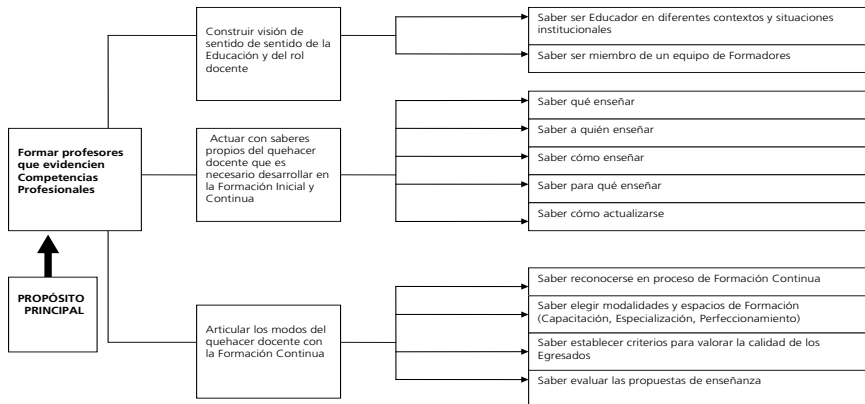 Construir visión de
sentido de sentido de la
Educación y del rol
docente
Saber ser Educador en diferentes contextos y situaciones
institucionales
Saber ser miembro de un equipo de Formadores
Formar profesores
que evidencien
Competencias
Profesionales
Actuar con saberes
propios del quehacer
docente que es
necesario desarrollar en
la Formación Inicial y
Continua
Saber qué enseñar
Saber a quién enseñar
Saber cómo enseñar
Saber para qué enseñar
Saber cómo actualizarse
PROPÓSITO
PRINCIPAL
Articular los modos del
quehacer docente con
la Formación Continua
Saber reconocerse en proceso de Formación Continua
Saber elegir modalidades y espacios de Formación
(Capacitación, Especialización, Perfeccionamiento)
Saber establecer criterios para valorar la calidad de los
Egresados
Saber evaluar las propuestas de enseñanza